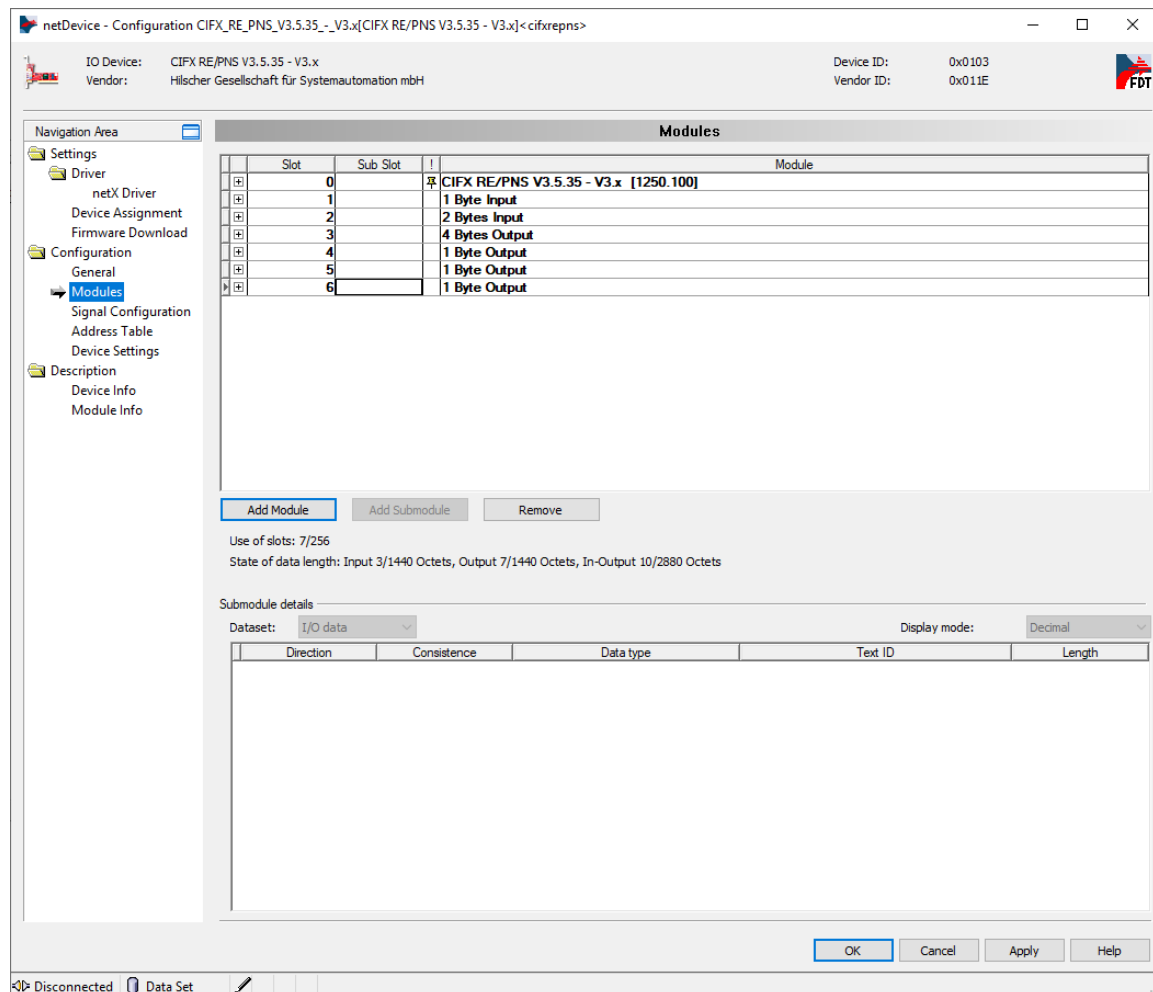 netDevice - Configuration CIFX_RE_PNS_V3.5.35_-_V3.x[CIFX RE/PNS V3.5.35 - V3.x]<cifxrepns>
IO Device: CIFX RE/PNS V3.5.35 - V3.x Device ID: 0x0103
Vendor: Hilscher Gesellschaft für Systemautomation mbH Vendor ID: 0x011E
FDT
Navigation Area
Settings
Driver
netX Driver
Device Assignment
Firmware Download
Configuration
General
Modules
Signal Configuration
Address Table
Device Settings
Description
Device Info
Module Info
Modules
Slot Sub Slot ! Module
0 CIFX RE/PNS V3.5.35 - V3.x [1250.100]
1 1 Byte Input
2 2 Bytes Input
3 4 Bytes Output
4 1 Byte Output
5 1 Byte Output
6 1 Byte Output
Add Module Add Submodule Remove
Use of slots: 7/256
State of data length: Input 3/1440 Octets, Output 7/1440 Octets, In-Output 10/2880 Octets
Submodule details
Dataset: I/O data Display mode: Decimal
Direction Consistence Data type Text ID Length
OK Cancel Apply Help
Disconnected Data Set